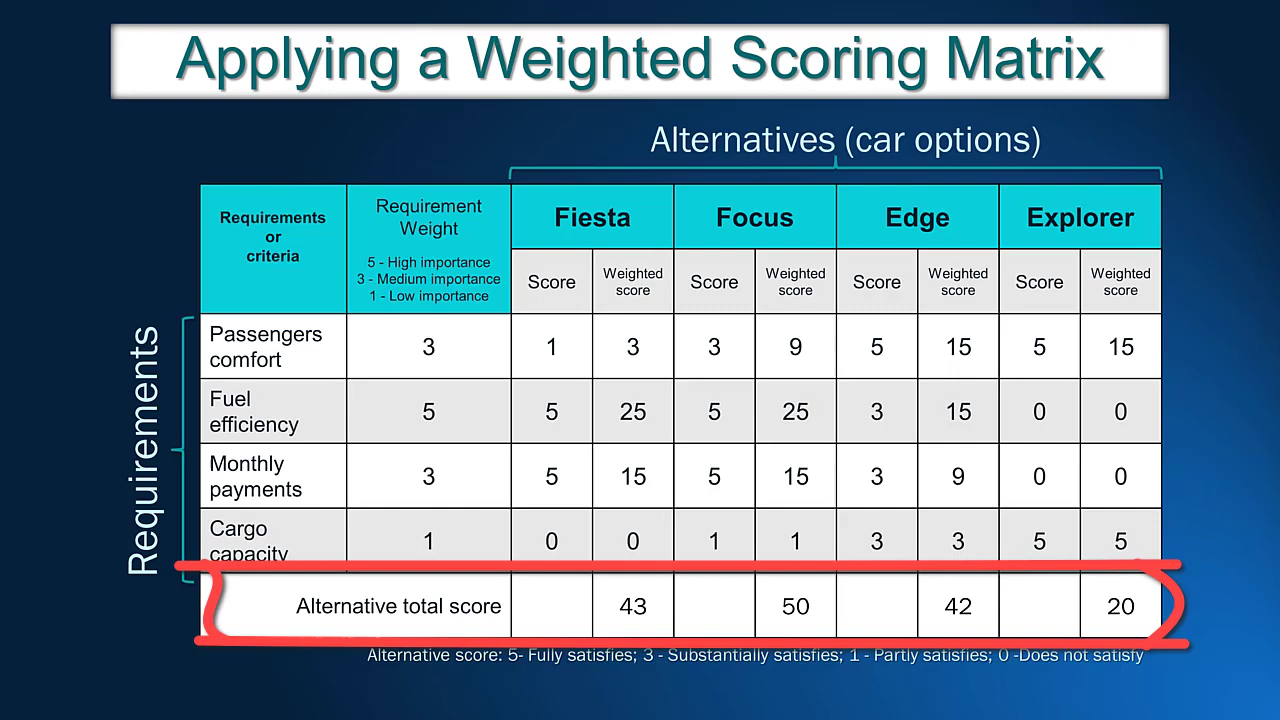 Applying a Weighted Scoring Matrix
Alternatives (car options)
Requirements
or
criteria
Requirement
Weight
5 - High importance
3 - Medium importance
1 - Low importance
Fiesta Focus Edge Explorer
Score Weighted score Score Weighted score Score Weighted score Score Weighted score
Requirements
Passengers
comfort
3 1 3 3 9 5 15 5 15
Fuel
efficiency
5 5 25 5 25 3 15 0 0
Monthly
payments
3 5 15 5 15 3 9 0 0
Cargo
capacity
1 0 0 1 1 3 3 5 5
Alternative total score 43 50 42 20
Alternative score: 5- Fully satisfies; 3 - Substantially satisfies; 1 - Partly satisfies; 0 -Does not satisfy